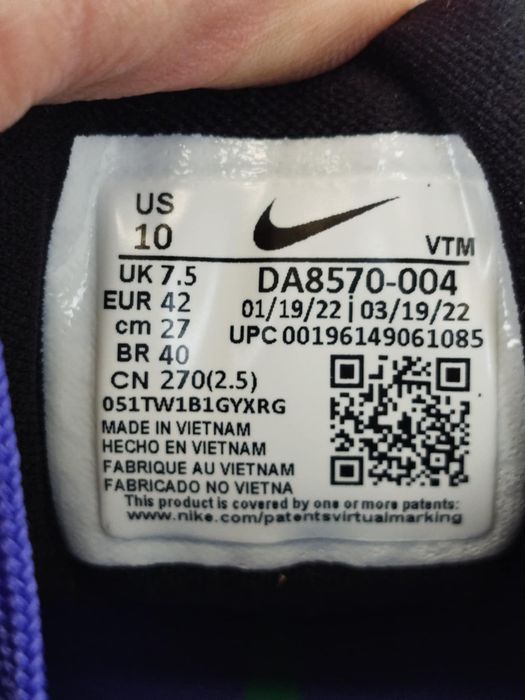 US
10
VTM
UK 7.5
EUR 42
cm 27
BR 40
CN 270(2.5)
DA8570-004
01/19/22 | 03/19/22
UPC 00196149061085
051TW1B1GYXRG
MADE IN VIETNAM
HECHO EN VIETNAM
FABRIQUE AU VIETNAM
FABRICADO NO VIETNA
This product is covered by one or more patents:
www.nike.com/patentsvirtualmarking